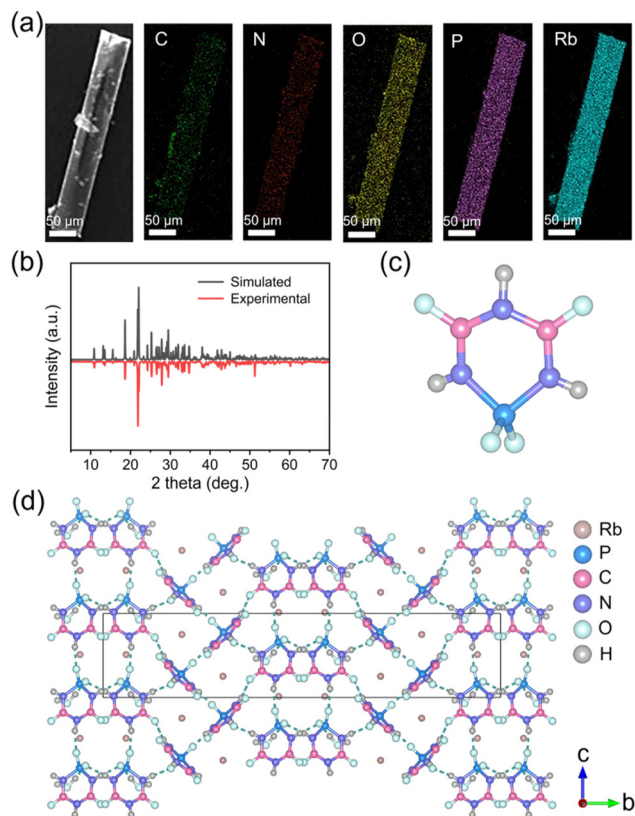 (a)
C
N
O
P
Rb
50 μm
50 μm
50 μm
50 μm
50 μm
50 μm
(b)
Simulated
Experimental
Intensity (a.u.)
10
20
30
40
50
60
70
2 theta (deg.)
(c)
(d)
Rb
P
C
N
O
H
c
b